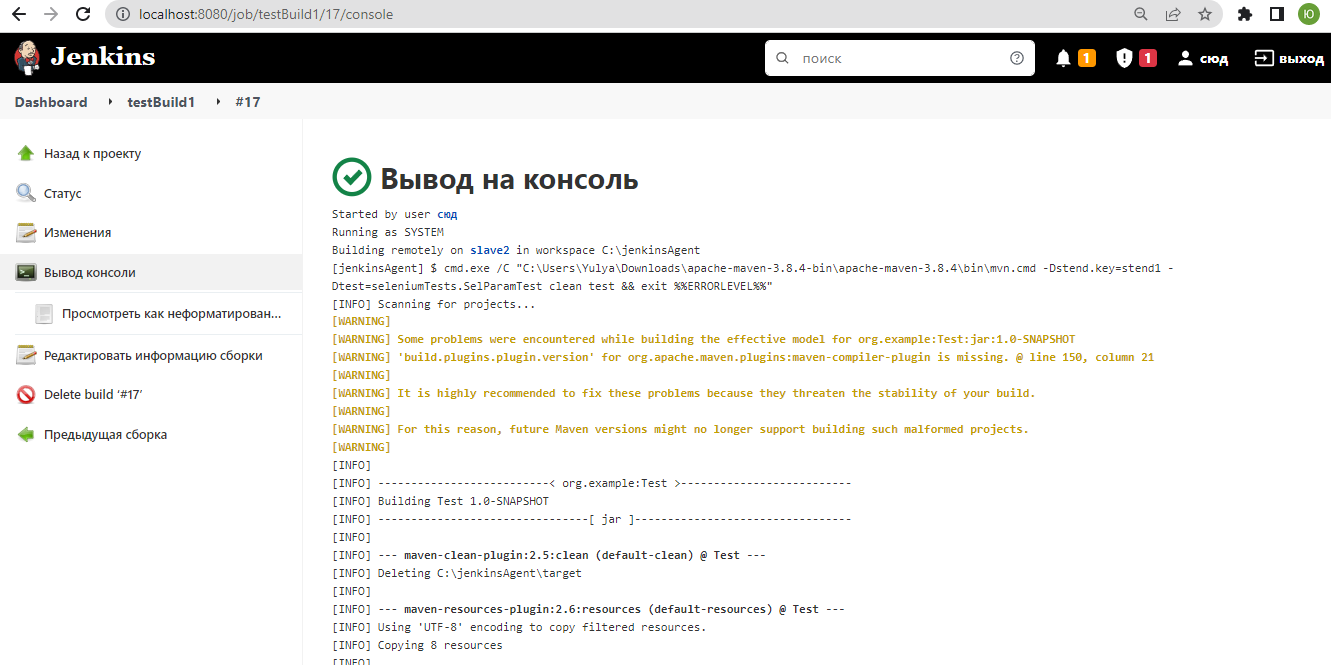 localhost:8080/job/testBuild1/17/console
Ю
Jenkins
поиск
1
1
сюд
выход
Dashboard
testBuild1
#17
Назад к проекту
Статус
Изменения
Вывод консоли
Просмотреть как неформатирован...
Редактировать информацию сборки
Delete build ‘#17’
Предыдущая сборка
Вывод на консоль
Started by user сюд
Running as SYSTEM
Building remotely on slave2 in workspace C:\jenkinsAgent
[jenkinsAgent] $ cmd.exe /C "C:\Users\Yulya\Downloads\apache-maven-3.8.4-bin\apache-maven-3.8.4\bin\mvn.cmd -Dstend.key=stend1 -
Dtest=seleniumTests.SelParamTest clean test && exit %%ERRORLEVEL%%"
[INFO] Scanning for projects...
[WARNING]
[WARNING] Some problems were encountered while building the effective model for org.example:Test:jar:1.0-SNAPSHOT
[WARNING] 'build.plugins.plugin.version' for org.apache.maven.plugins:maven-compiler-plugin is missing. @ line 150, column 21
[WARNING]
[WARNING] It is highly recommended to fix these problems because they threaten the stability of your build.
[WARNING]
[WARNING] For this reason, future Maven versions might no longer support building such malformed projects.
[WARNING]
[INFO]
[INFO] --------------------------< org.example:Test >--------------------------
[INFO] Building Test 1.0-SNAPSHOT
[INFO] --------------------------------[ jar ]---------------------------------
[INFO]
[INFO] --- maven-clean-plugin:2.5:clean (default-clean) @ Test ---
[INFO] Deleting C:\jenkinsAgent\target
[INFO]
[INFO] --- maven-resources-plugin:2.6:resources (default-resources) @ Test ---
[INFO] Using 'UTF-8' encoding to copy filtered resources.
[INFO] Copying 8 resources
[INFO]